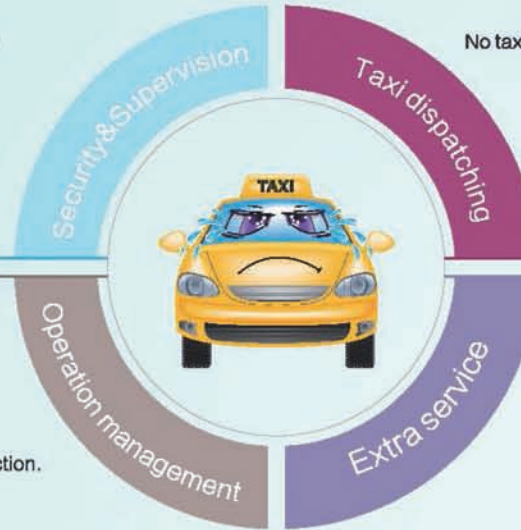 No tax
Security&Supervision
Taxi dispatching
TAXI
Operation management
Extra service
ction.